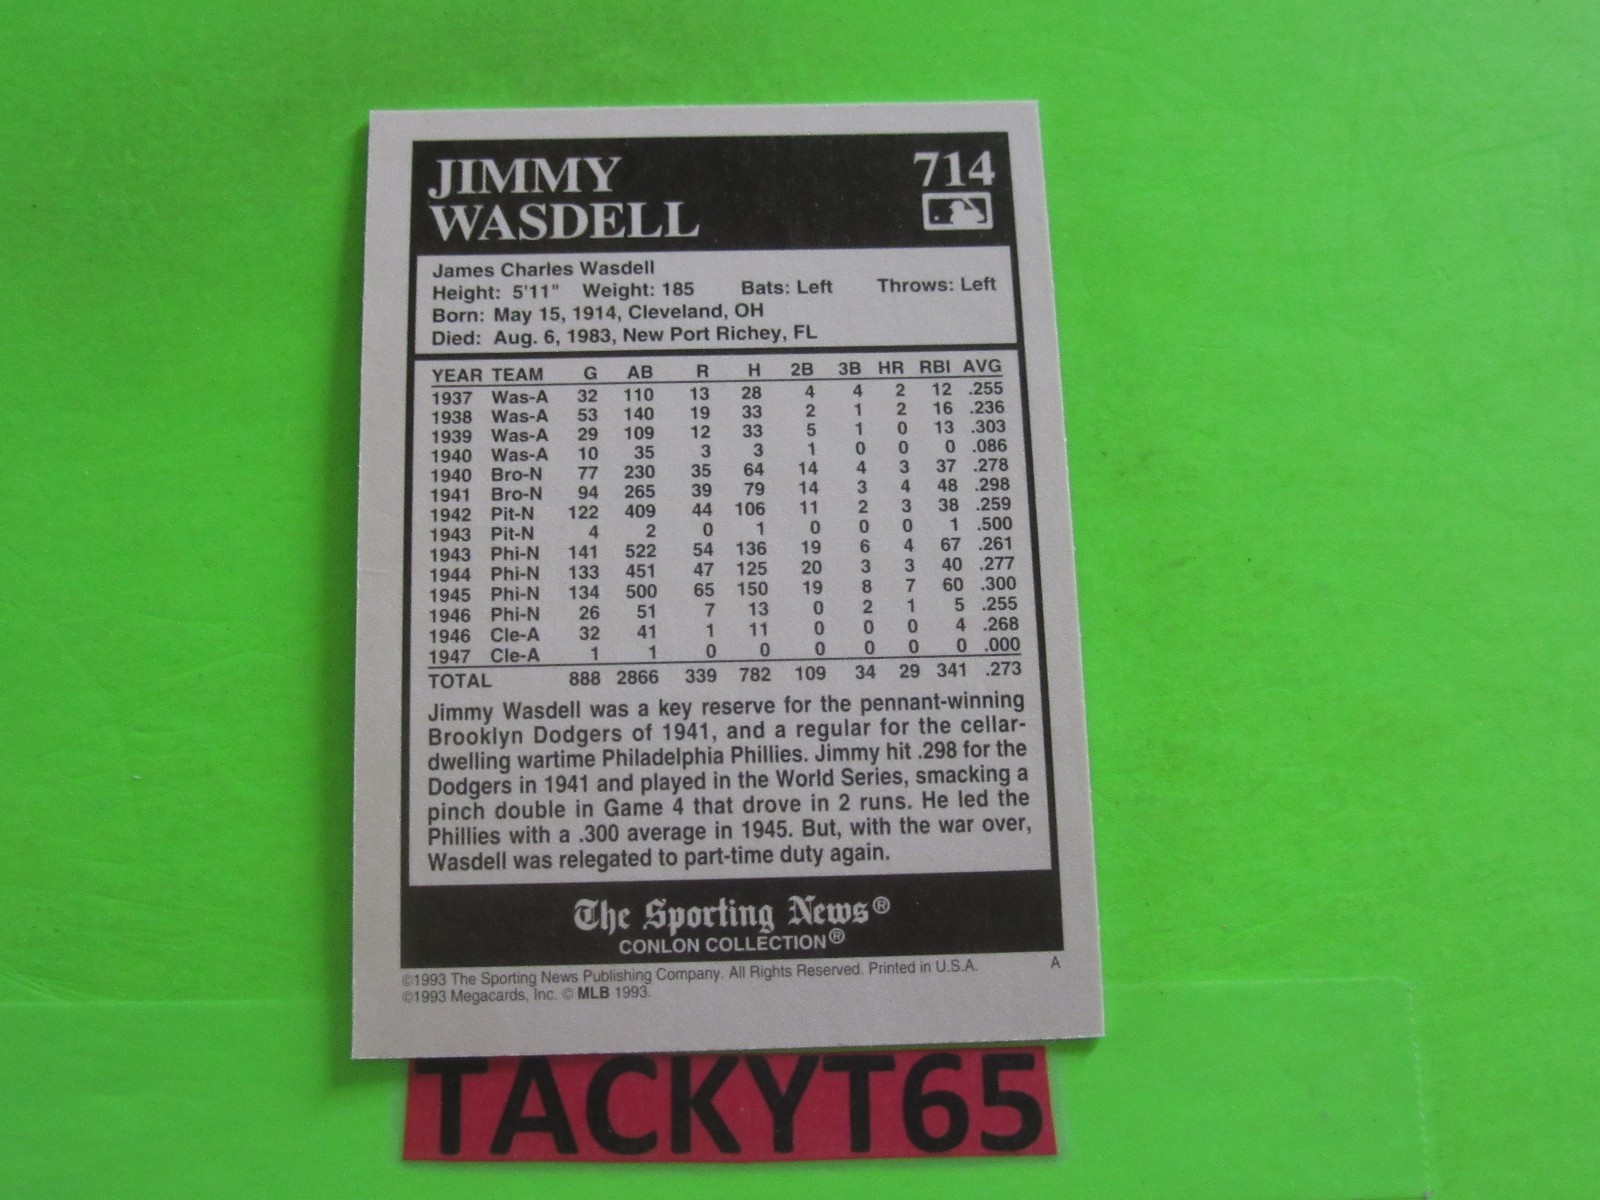 JIMMY
WASDELL
714
James Charles Wasdell
Height: 5'11" Weight: 185 Bats: Left Throws: Left
Born: May 15, 1914, Cleveland, OH
Died: Aug. 6, 1983, New Port Richey, FL
YEAR TEAM G AB R H 2B 3B HR RBI AVG
1937 Was-A 32 110 13 28 4 4 2 12 .255
1938 Was-A 53 140 19 33 2 1 2 16 .236
1939 Was-A 29 109 12 33 5 1 0 13 .303
1940 Was-A 10 35 3 3 1 0 0 0 .086
1940 Bro-N 77 230 35 64 14 4 3 37 .278
1941 Bro-N 94 265 39 79 14 3 4 48 .298
1942 Pit-N 122 409 44 106 11 2 3 38 .259
1943 Pit-N 4 2 0 1 0 0 0 1 .500
1943 Phi-N 141 522 54 136 19 6 4 67 .261
1944 Phi-N 133 451 47 125 20 3 3 40 .277
1945 Phi-N 134 500 65 150 19 8 7 60 .300
1946 Phi-N 26 51 7 13 0 2 1 5 .255
1946 Cle-A 32 41 1 11 0 0 0 4 .268
1947 Cle-A 1 1 0 0 0 0 0 0 .000
TOTAL 888 2866 339 782 109 34 29 341 .273
Jimmy Wasdell was a key reserve for the pennant-winning
Brooklyn Dodgers of 1941, and a regular for the cellar-
dwelling wartime Philadelphia Phillies. Jimmy hit .298 for the
Dodgers in 1941 and played in the World Series, smacking a
pinch double in Game 4 that drove in 2 runs. He led the
Phillies with a .300 average in 1945. But, with the war over,
Wasdell was relegated to part-time duty again.
The Sporting News®
CONLON COLLECTION®
©1993 The Sporting News Publishing Company. All Rights Reserved. Printed in U.S.A. A
©1993 Megacards, Inc. © MLB 1993.
TACKYT65